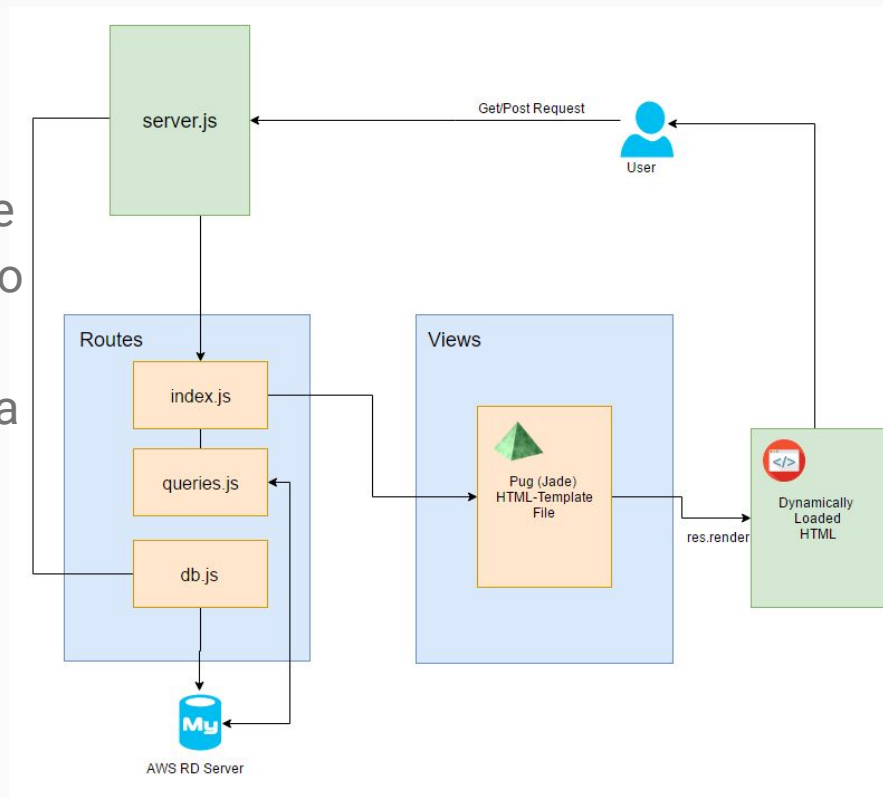 server.js
Get/Post Request
User
e
o
a
Routes
index.js
queries.js
db.js
Views
Pug (Jade)
HTML-Template
File
res.render
</>
Dynamically
Loaded
HTML
My
AWS RD Server